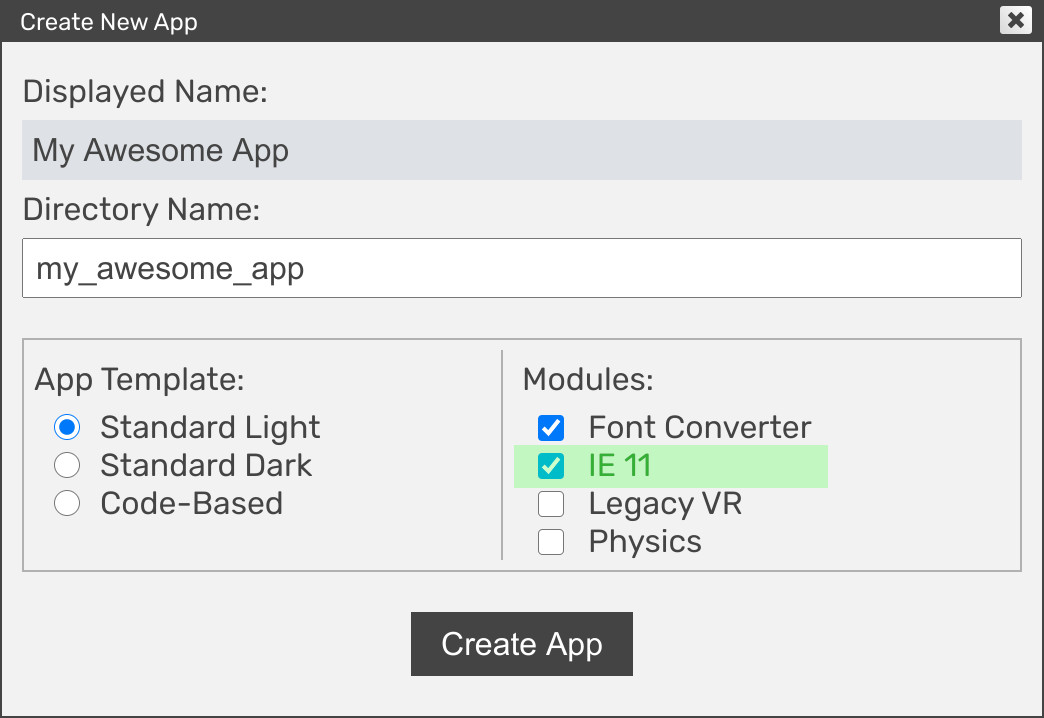 Create New App
Displayed Name:
My Awesome App
Directory Name:
my_awesome_app
App Template:
Standard Light
Standard Dark
Code-Based
Modules:
Font Converter
IE 11
Legacy VR
Physics
Create App